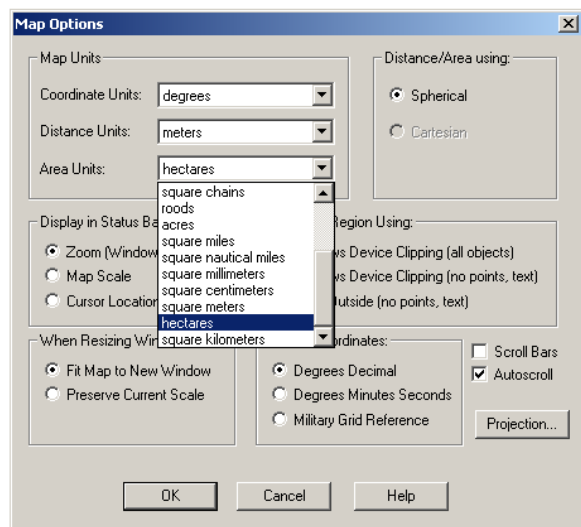 Map Options
Map Units
Coordinate Units: degrees
Distance Units: meters
Area Units: hectares
square chains
roods
acres
square miles
square nautical miles
square millimeters
square centimeters
square meters
hectares
square kilometers
Distance/Area using:
Spherical
Cartesian
Display in Status Ba
Zoom (Window
Map Scale
Cursor Location
Region Using:
Device Clipping (all objects)
Device Clipping (no points, text)
(no points, text)
When Resizing Win
Fit Map to New Window
Preserve Current Scale
Degrees Decimal
Degrees Minutes Seconds
Military Grid Reference
Scroll Bars
Autoscroll
Projection...
OK
Cancel
Help